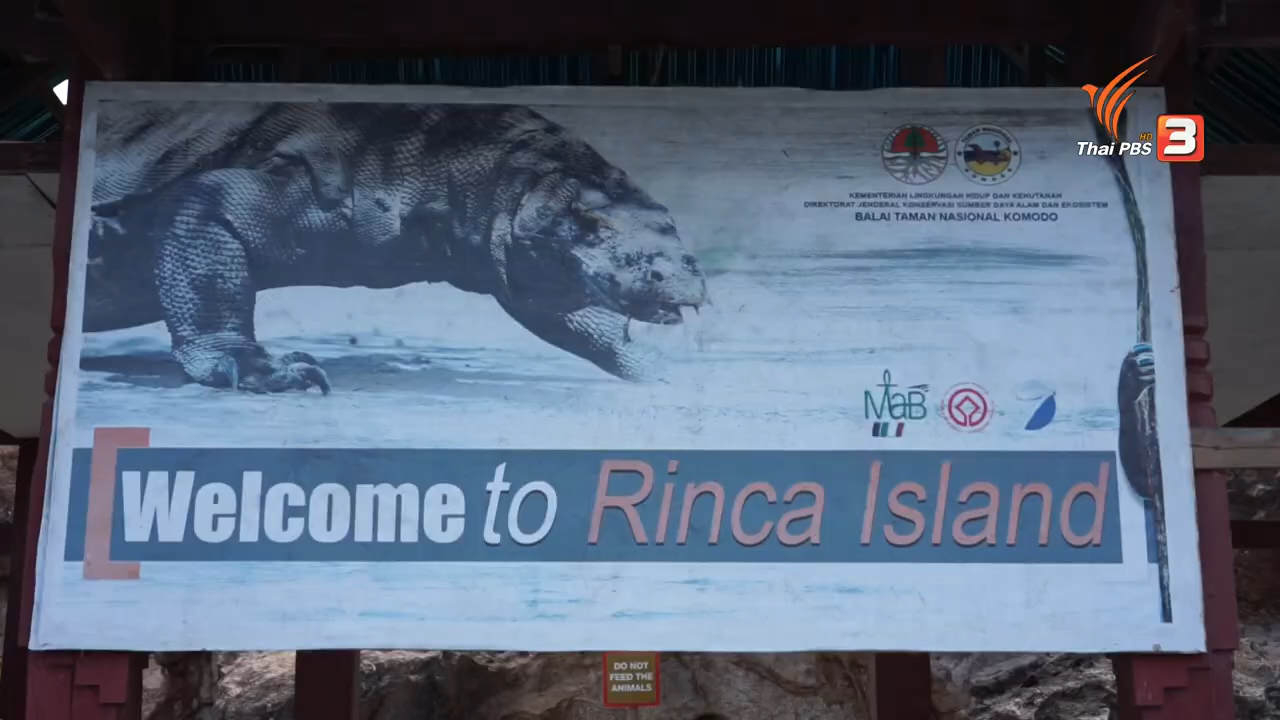 HD
Thai PBS 3
KEMENTERIAN LINGKUNGAN HIDUP DAN KEHUTANAN
DIREKTORAT JENDERAL KONSERVASI SUMBER DAYA ALAM DAN EKOSISTEM
BALAI TAMAN NASIONAL KOMODO
MaB
Welcome to Rinca Island
DO NOT
FEED THE
ANIMALS